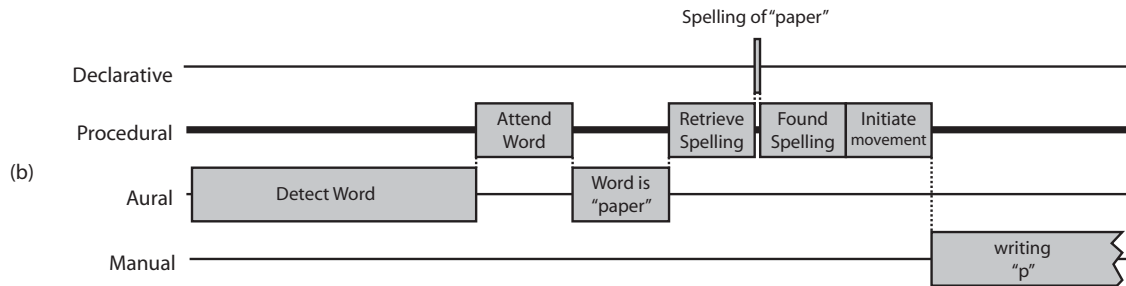 Spelling of "paper"
Declarative
Procedural
Attend
Word
Retrieve
Spelling
Found
Spelling
Initiate
movement
(b)
Aural
Detect Word
Word is
"paper"
Manual
writing
"p"